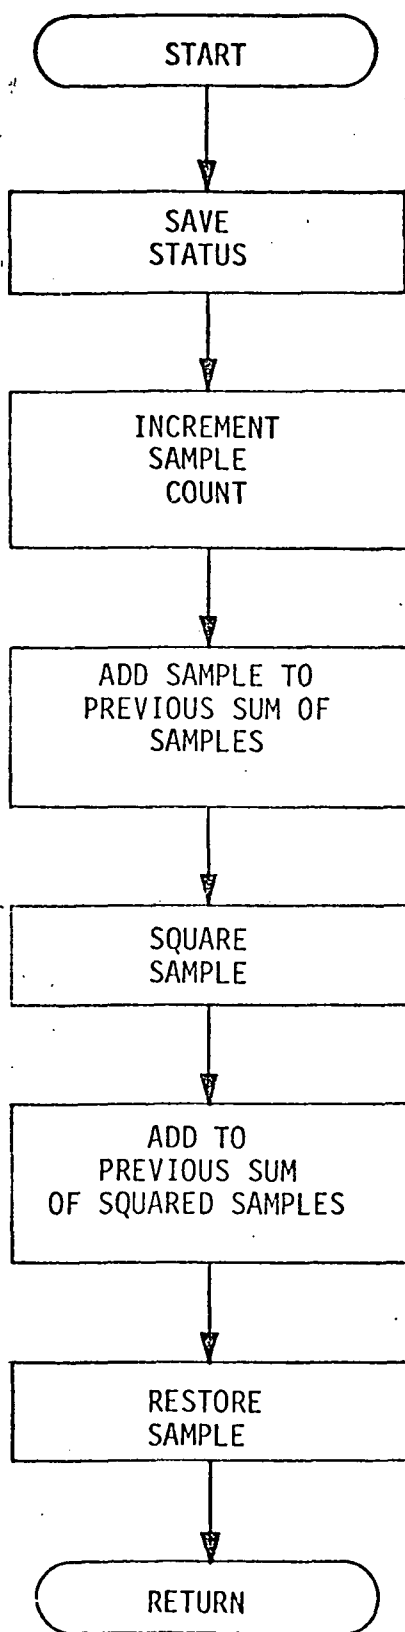 START
SAVE
STATUS
INCREMENT
SAMPLE
COUNT
ADD SAMPLE TO
PREVIOUS SUM OF
SAMPLES
SQUARE
SAMPLE
ADD TO
PREVIOUS SUM
OF SQUARED SAMPLES
RESTORE
SAMPLE
RETURN